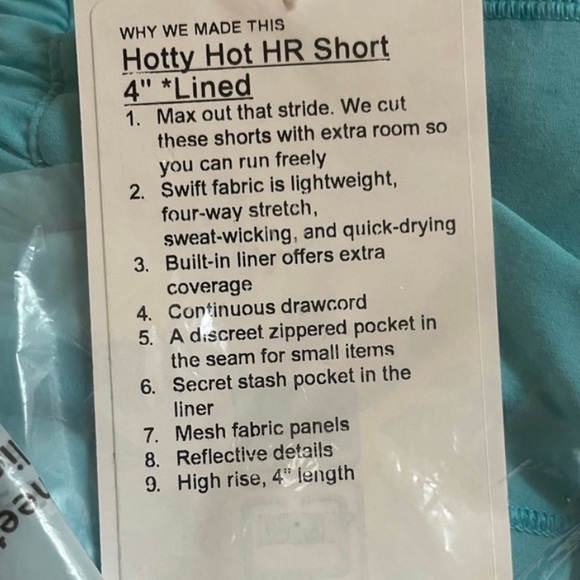 WHY WE MADE THIS
Hotty Hot HR Short
4" *Lined
1. Max out that stride. We cut
these shorts with extra room so
you can run freely
2. Swift fabric is lightweight,
four-way stretch,
sweat-wicking, and quick-drying
3. Built-in liner offers extra
coverage
4. Continuous drawcord
5. A discreet zippered pocket in
the seam for small items
6. Secret stash pocket in the
liner
7. Mesh fabric panels
8. Reflective details
9. High rise, 4" length